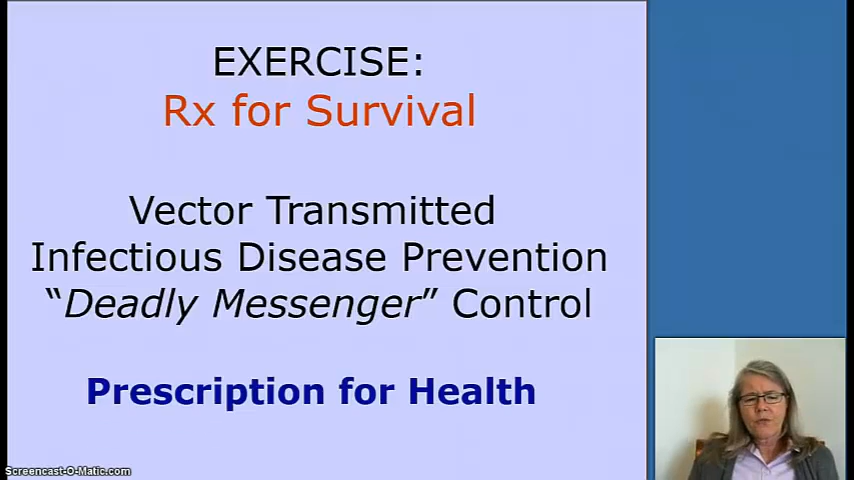 EXERCISE:
Rx for Survival
Vector Transmitted
Infectious Disease Prevention
“Deadly Messenger” Control
Prescription for Health
Screencast-O-Matic.com